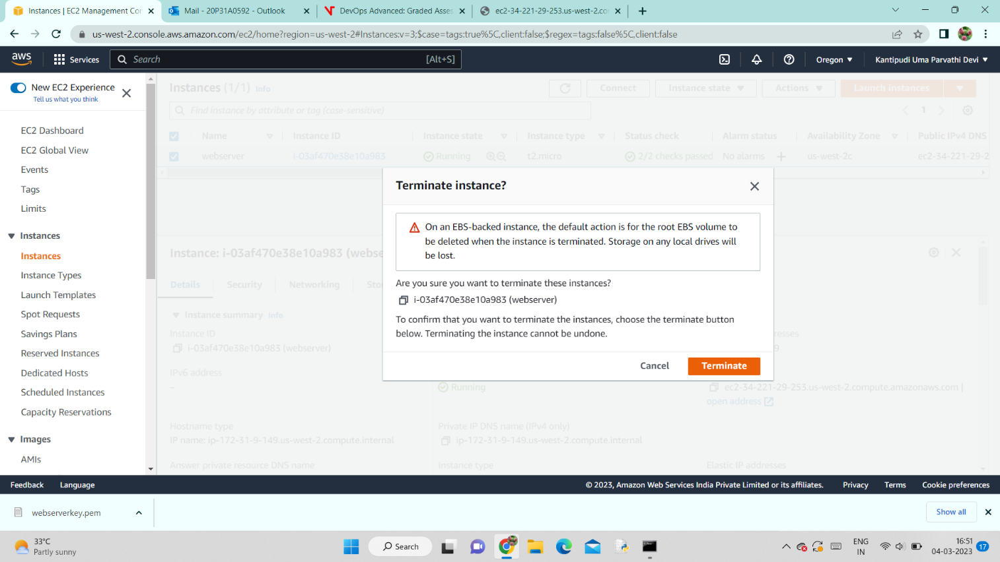 Instances | EC2 Management Con
Mail - 20P31A0592 - Outlook
DevOps Advanced: Graded Asses
ec2-34-221-29-253.us-west-2.co
us-west-2.console.aws.amazon.com/ec2/home?region=us-west-2#Instances:v=3;$case=tags:true%5C,client:false;$regex=tags:false%5C,client:false
aws
Services
Search
[Alt+S]
Oregon
Kantipudi Uma Parvathi Devi
New EC2 Experience
Tell us what you think
EC2 Dashboard
EC2 Global View
Events
Tags
Limits
Instances
Instances
Instance Types
Launch Templates
Spot Requests
Savings Plans
Reserved Instances
Dedicated Hosts
Scheduled Instances
Capacity Reservations
Images
AMIs
Instances (1/1) Info
Connect
Instance state
Actions
Launch instances
Find instance by attribute or tag (case-sensitive)
1
Name
Instance ID
Instance state
Instance type
Status check
Alarm status
Availability Zone
Public IPv4 DNS
webserver
i-03af470e38e10a983
Running
t2.micro
2/2 checks passed
No alarms
us-west-2c
ec2-34-221-29-2
Terminate instance?
On an EBS-backed instance, the default action is for the root EBS volume to
be deleted when the instance is terminated. Storage on any local drives will
be lost.
Are you sure you want to terminate these instances?
i-03af470e38e10a983 (webserver)
To confirm that you want to terminate the instances, choose the terminate button
below. Terminating the instance cannot be undone.
Cancel
Terminate
Instance: i-03af470e38e10a983 (webse
Details
Security
Networking
Sto
Instance summary Info
Instance ID
i-03af470e38e10a983 (webserver)
resses
9
IPv6 address
–
Running
ec2-34-221-29-253.us-west-2.compute.amazonaws.com |
open address
Hostname type
IP name: ip-172-31-9-149.us-west-2.compute.internal
Private IP DNS name (IPv4 only)
ip-172-31-9-149.us-west-2.compute.internal
Answer private resource DNS name
Instance type
Elastic IP addresses
Feedback
Language
© 2023, Amazon Web Services India Private Limited or its affiliates.
Privacy
Terms
Cookie preferences
webserverkey.pem
Show all
33°C
Partly sunny
Search
ENG
IN
16:51
04-03-2023
17